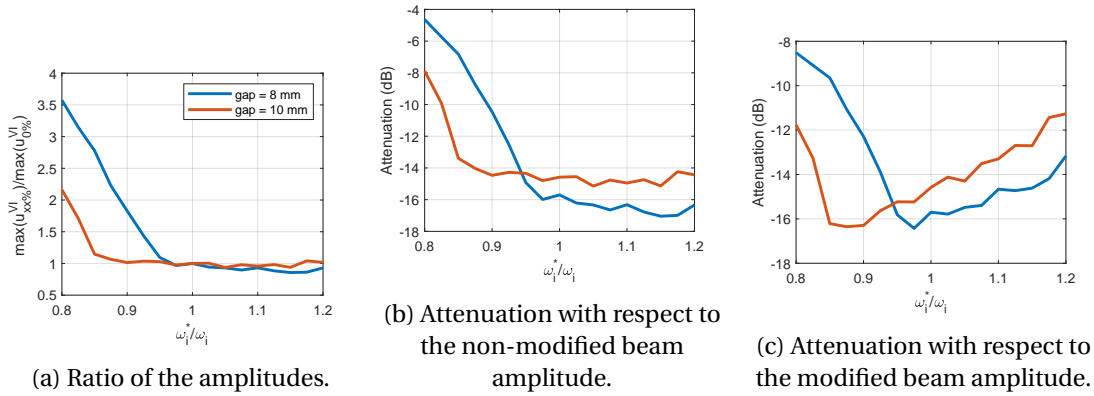 4
3.5
3
2.5
2
1.5
1
0.5
0.8
0.9
1
1.1
1.2
max(u^{VI}_{xx%})/max(u^{VI}_{0%})
ω*_i/ω_i
gap = 8 mm
gap = 10 mm
(a) Ratio of the amplitudes.
-4
-6
-8
-10
-12
-14
-16
-18
0.8
0.9
1
1.1
1.2
Attenuation (dB)
ω*_i/ω_i
(b) Attenuation with respect to
the non-modified beam
amplitude.
-8
-10
-12
-14
-16
-18
0.8
0.9
1
1.1
1.2
Attenuation (dB)
ω*_i/ω_i
(c) Attenuation with respect to
the modified beam amplitude.